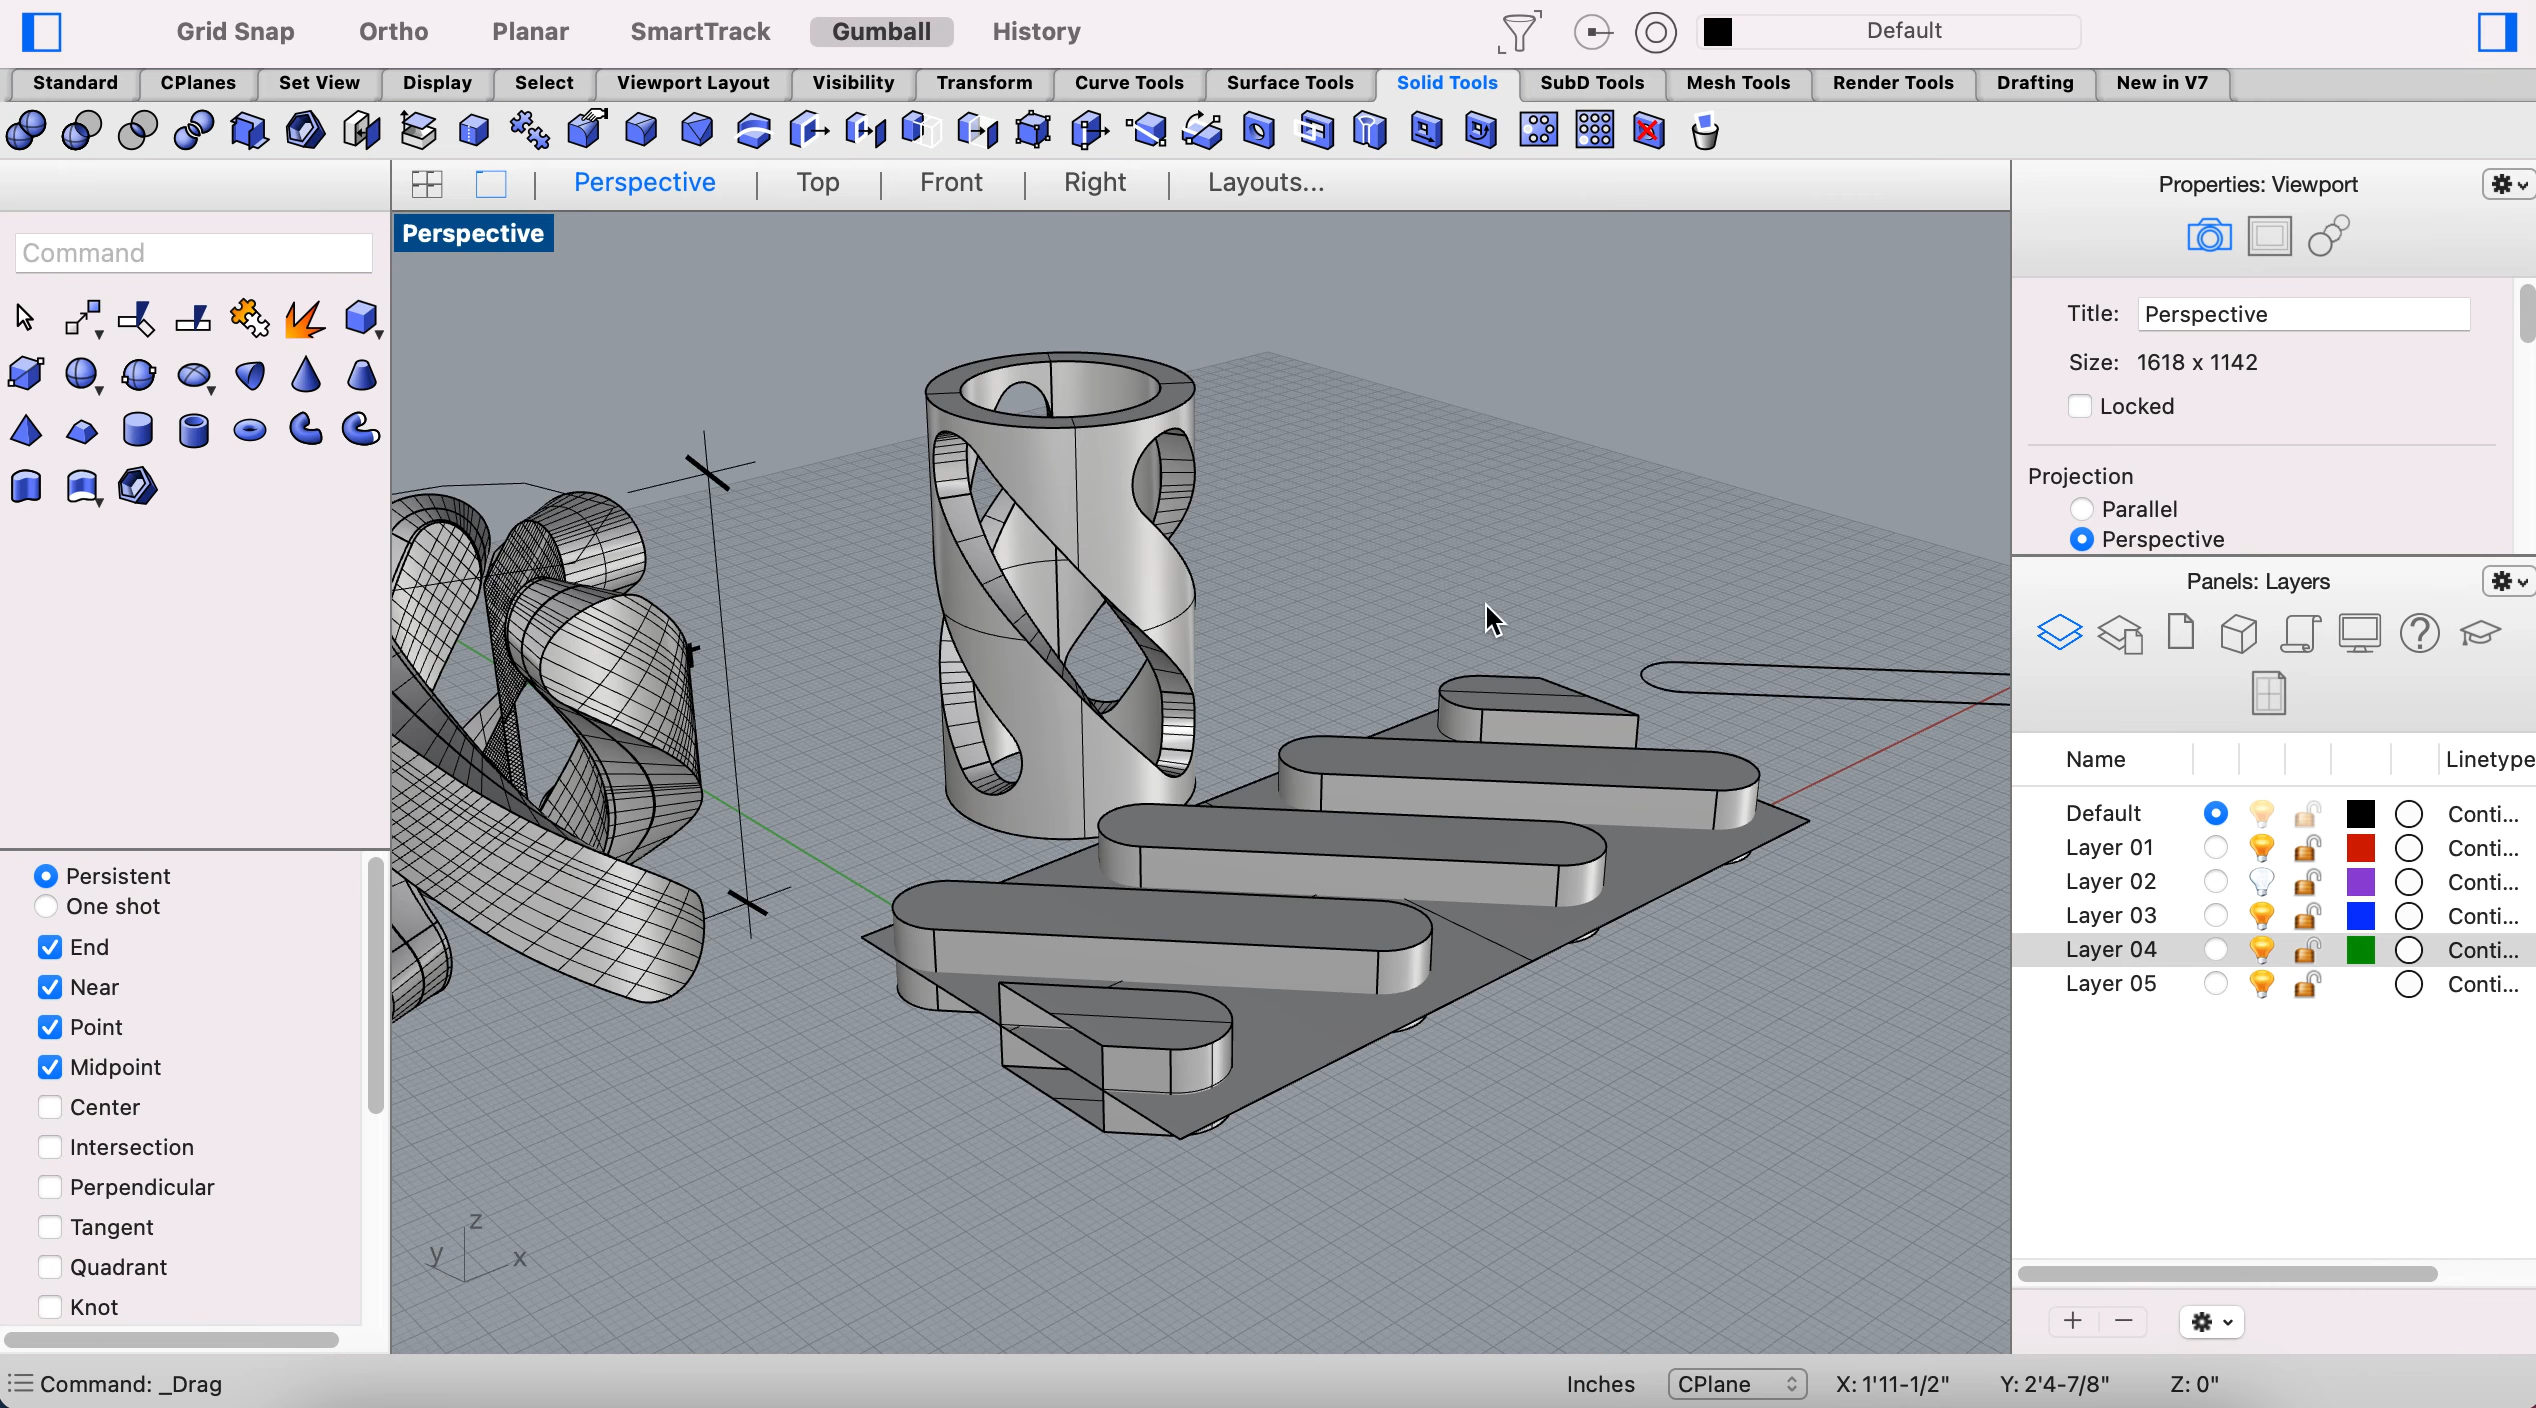 Grid Snap Ortho Planar SmartTrack Gumball History Default
Standard CPlanes Set View Display Select Viewport Layout Visibility Transform Curve Tools Surface Tools Solid Tools SubD Tools Mesh Tools Render Tools Drafting New in V7
Perspective Top Front Right Layouts...
Perspective
Command
Persistent
One shot
End
Near
Point
Midpoint
Center
Intersection
Perpendicular
Tangent
Quadrant
Knot
z
y
x
Properties: Viewport
Title: Perspective
Size: 1618 x 1142
Locked
Projection
Parallel
Perspective
Panels: Layers
Name Linetype
Default Conti...
Layer 01 Conti...
Layer 02 Conti...
Layer 03 Conti...
Layer 04 Conti...
Layer 05 Conti...
Command: _Drag
Inches CPlane X: 1'11-1/2" Y: 2'4-7/8" Z: 0"